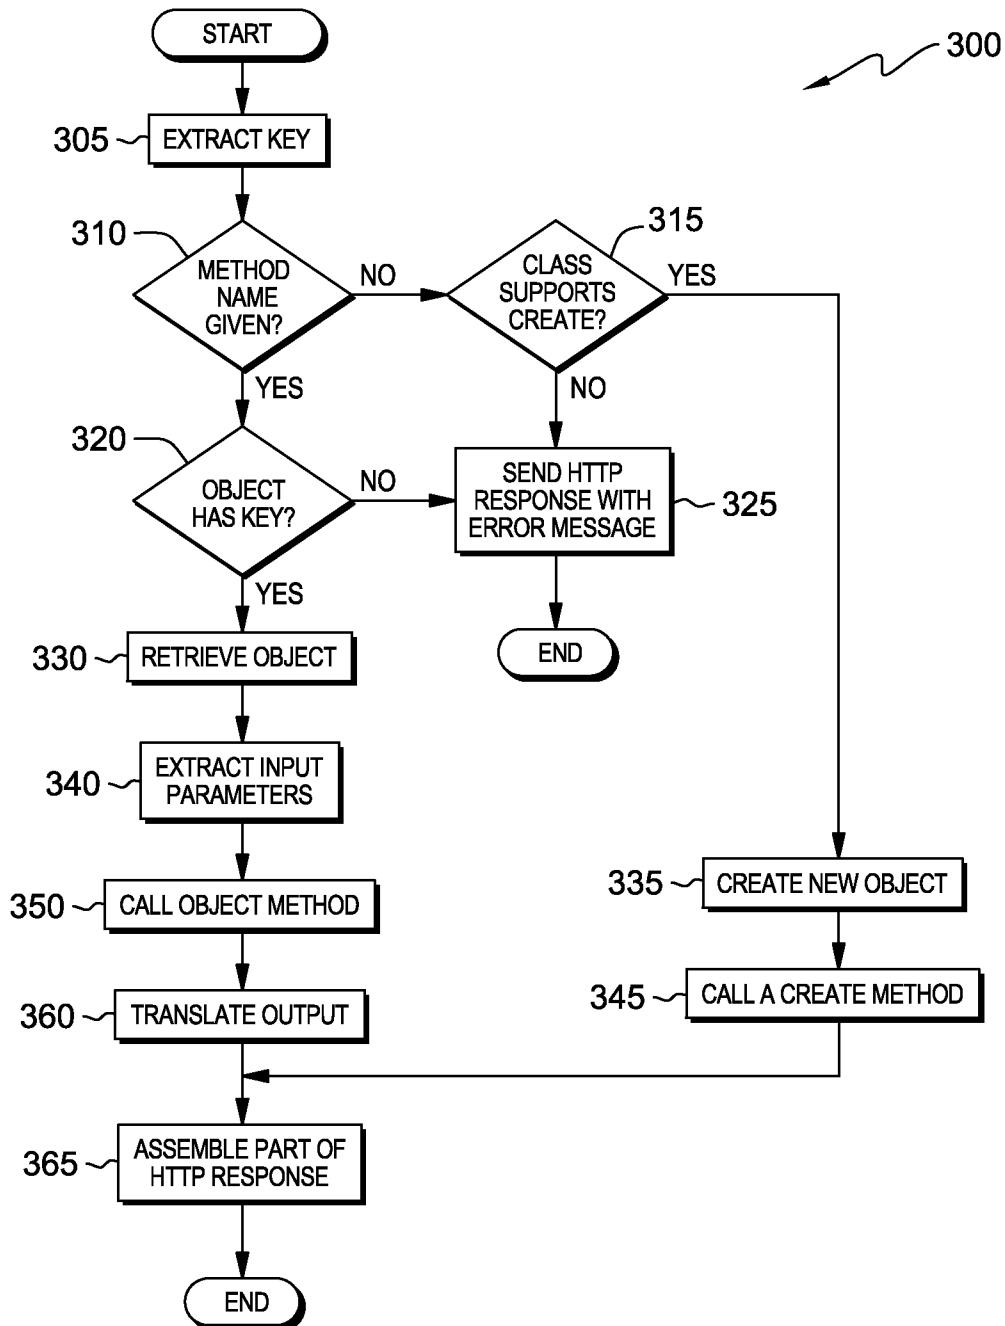 START
300
305
EXTRACT KEY
310
METHOD
NAME
GIVEN?
NO
315
CLASS
SUPPORTS
CREATE?
YES
YES
NO
320
OBJECT
HAS KEY?
NO
SEND HTTP
RESPONSE WITH
ERROR MESSAGE
325
YES
END
330
RETRIEVE OBJECT
340
EXTRACT INPUT
PARAMETERS
335
CREATE NEW OBJECT
350
CALL OBJECT METHOD
345
CALL A CREATE METHOD
360
TRANSLATE OUTPUT
365
ASSEMBLE PART OF
HTTP RESPONSE
END